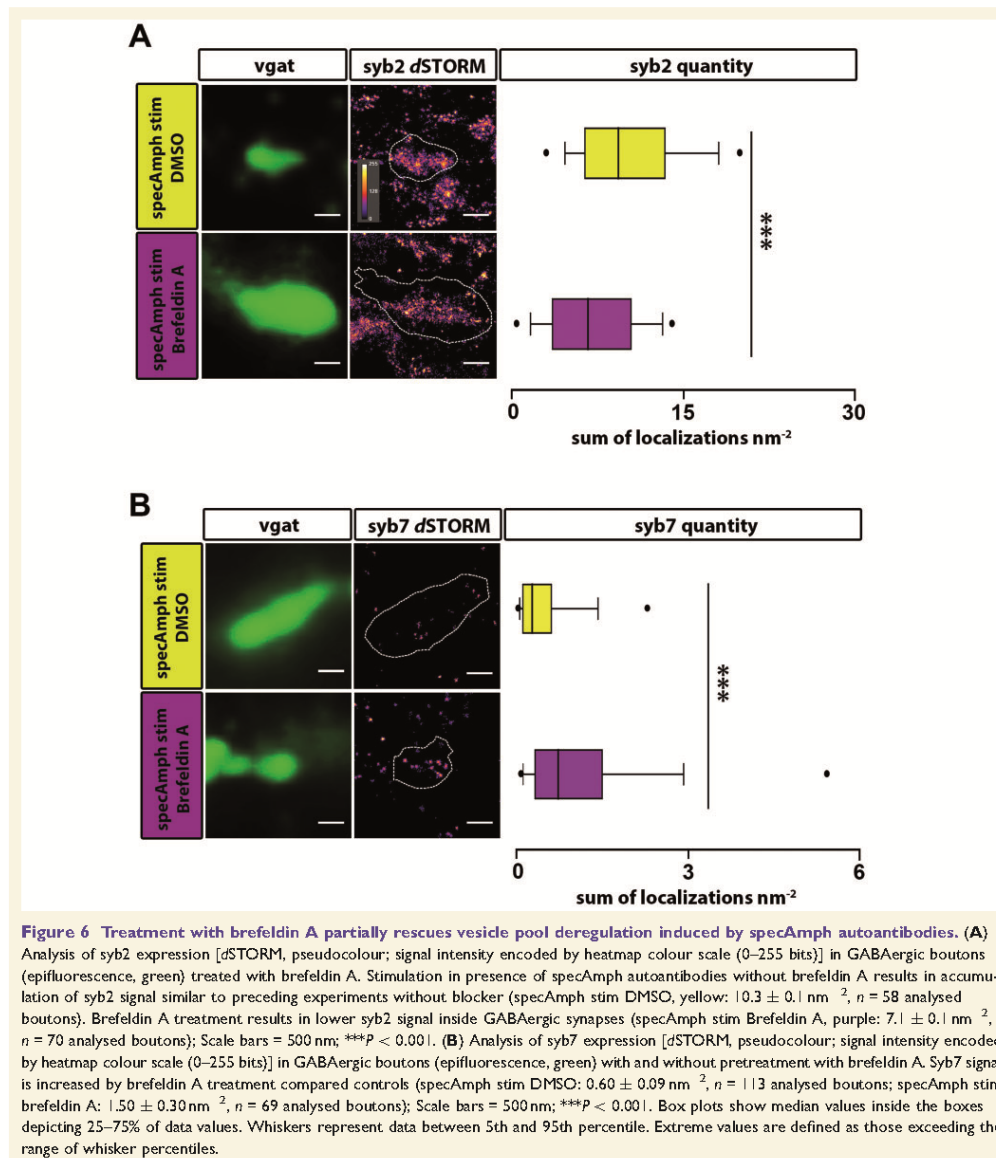 A
vgat
syb2 dSTORM
syb2 quantity
specAmph stim
DMSO
255
128
0
***
specAmph stim
Brefeldin A
0
15
30
sum of localizations nm-2
B
vgat
syb7 dSTORM
syb7 quantity
specAmph stim
DMSO
***
specAmph stim
Brefeldin A
0
3
6
sum of localizations nm-2
Figure 6 Treatment with brefeldin A partially rescues vesicle pool deregulation induced by specAmph autoantibodies. (A)
Analysis of syb2 expression [dSTORM, pseudocolour; signal intensity encoded by heatmap colour scale (0–255 bits)] in GABAergic boutons
(epifluorescence, green) treated with brefeldin A. Stimulation in presence of specAmph autoantibodies without brefeldin A results in accumu-
lation of syb2 signal similar to preceding experiments without blocker (specAmph stim DMSO, yellow: 10.3 ± 0.1 nm 2, n = 58 analysed
boutons). Brefeldin A treatment results in lower syb2 signal inside GABAergic synapses (specAmph stim Brefeldin A, purple: 7.1 ± 0.1 nm 2,
n = 70 analysed boutons); Scale bars = 500 nm; ***P < 0.001. (B) Analysis of syb7 expression [dSTORM, pseudocolour; signal intensity encode
by heatmap colour scale (0–255 bits)] in GABAergic boutons (epifluorescence, green) with and without pretreatment with brefeldin A. Syb7 signa
is increased by brefeldin A treatment compared controls (specAmph stim DMSO: 0.60 ± 0.09 nm 2, n = 113 analysed boutons; specAmph stim
brefeldin A: 1.50 ± 0.30 nm 2, n = 69 analysed boutons); Scale bars = 500 nm; ***P < 0.001. Box plots show median values inside the boxes
depicting 25–75% of data values. Whiskers represent data between 5th and 95th percentile. Extreme values are defined as those exceeding the
range of whisker percentiles.